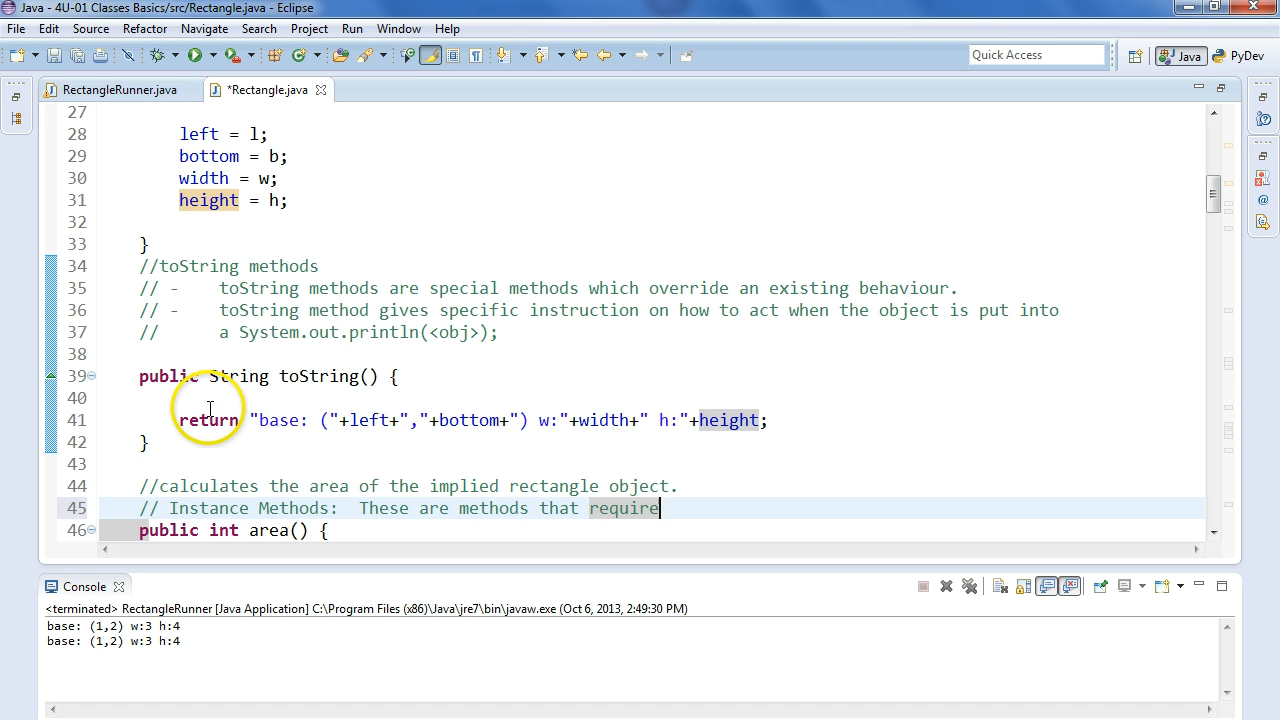 Java - 4U-01 Classes Basics/src/Rectangle.java - Eclipse
File Edit Source Refactor Navigate Search Project Run Window Help
Quick Access Java PyDev
RectangleRunner.java *Rectangle.java
27
28 left = l;
29 bottom = b;
30 width = w;
31 height = h;
32
33 }
34 //toString methods
35 // - toString methods are special methods which override an existing behaviour.
36 // - toString method gives specific instruction on how to act when the object is put into
37 // a System.out.println(<obj>);
38
39 public String toString() {
40
41 return "base: ("+left+","+bottom+") w:"+width+" h:"+height;
42 }
43
44 //calculates the area of the implied rectangle object.
45 // Instance Methods: These are methods that require
46 public int area() {
Console
<terminated> RectangleRunner [Java Application] C:\Program Files (x86)\Java\jre7\bin\javaw.exe (Oct 6, 2013, 2:49:30 PM)
base: (1,2) w:3 h:4
base: (1,2) w:3 h:4